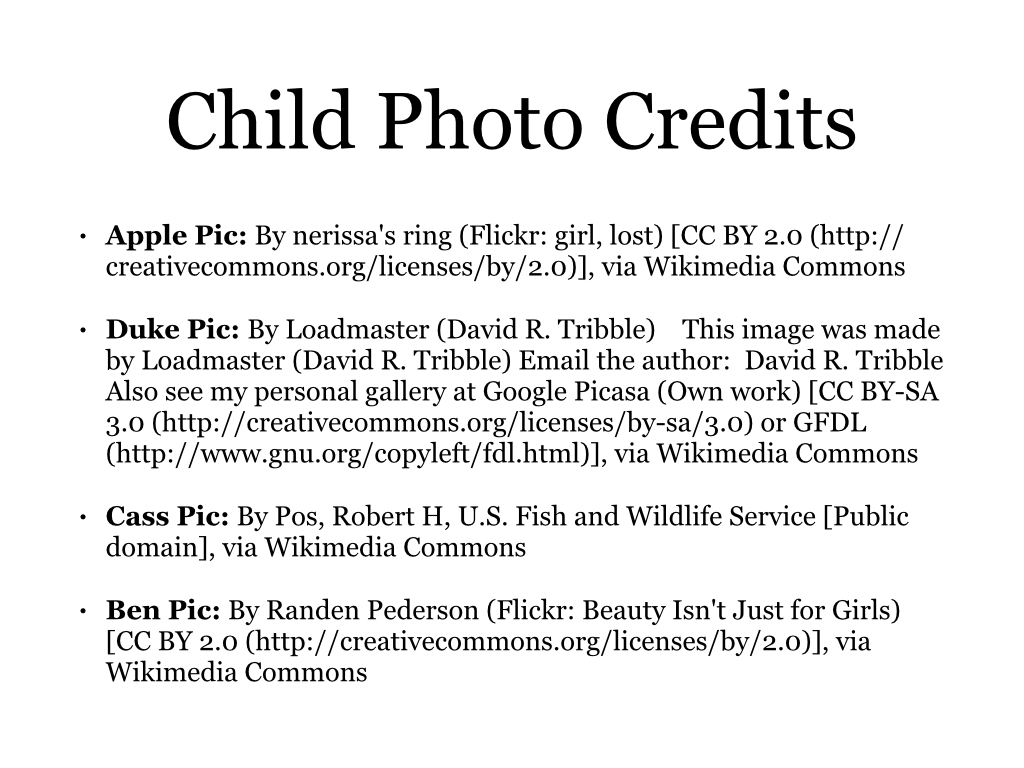 Child Photo Credits
• Apple Pic: By nerissa's ring (Flickr: girl, lost) [CC BY 2.0 (http://
creativecommons.org/licenses/by/2.0)], via Wikimedia Commons
• Duke Pic: By Loadmaster (David R. Tribble)    This image was made
by Loadmaster (David R. Tribble) Email the author:  David R. Tribble
Also see my personal gallery at Google Picasa (Own work) [CC BY-SA
3.0 (http://creativecommons.org/licenses/by-sa/3.0) or GFDL
(http://www.gnu.org/copyleft/fdl.html)], via Wikimedia Commons
• Cass Pic: By Pos, Robert H, U.S. Fish and Wildlife Service [Public
domain], via Wikimedia Commons
• Ben Pic: By Randen Pederson (Flickr: Beauty Isn't Just for Girls)
[CC BY 2.0 (http://creativecommons.org/licenses/by/2.0)], via
Wikimedia Commons